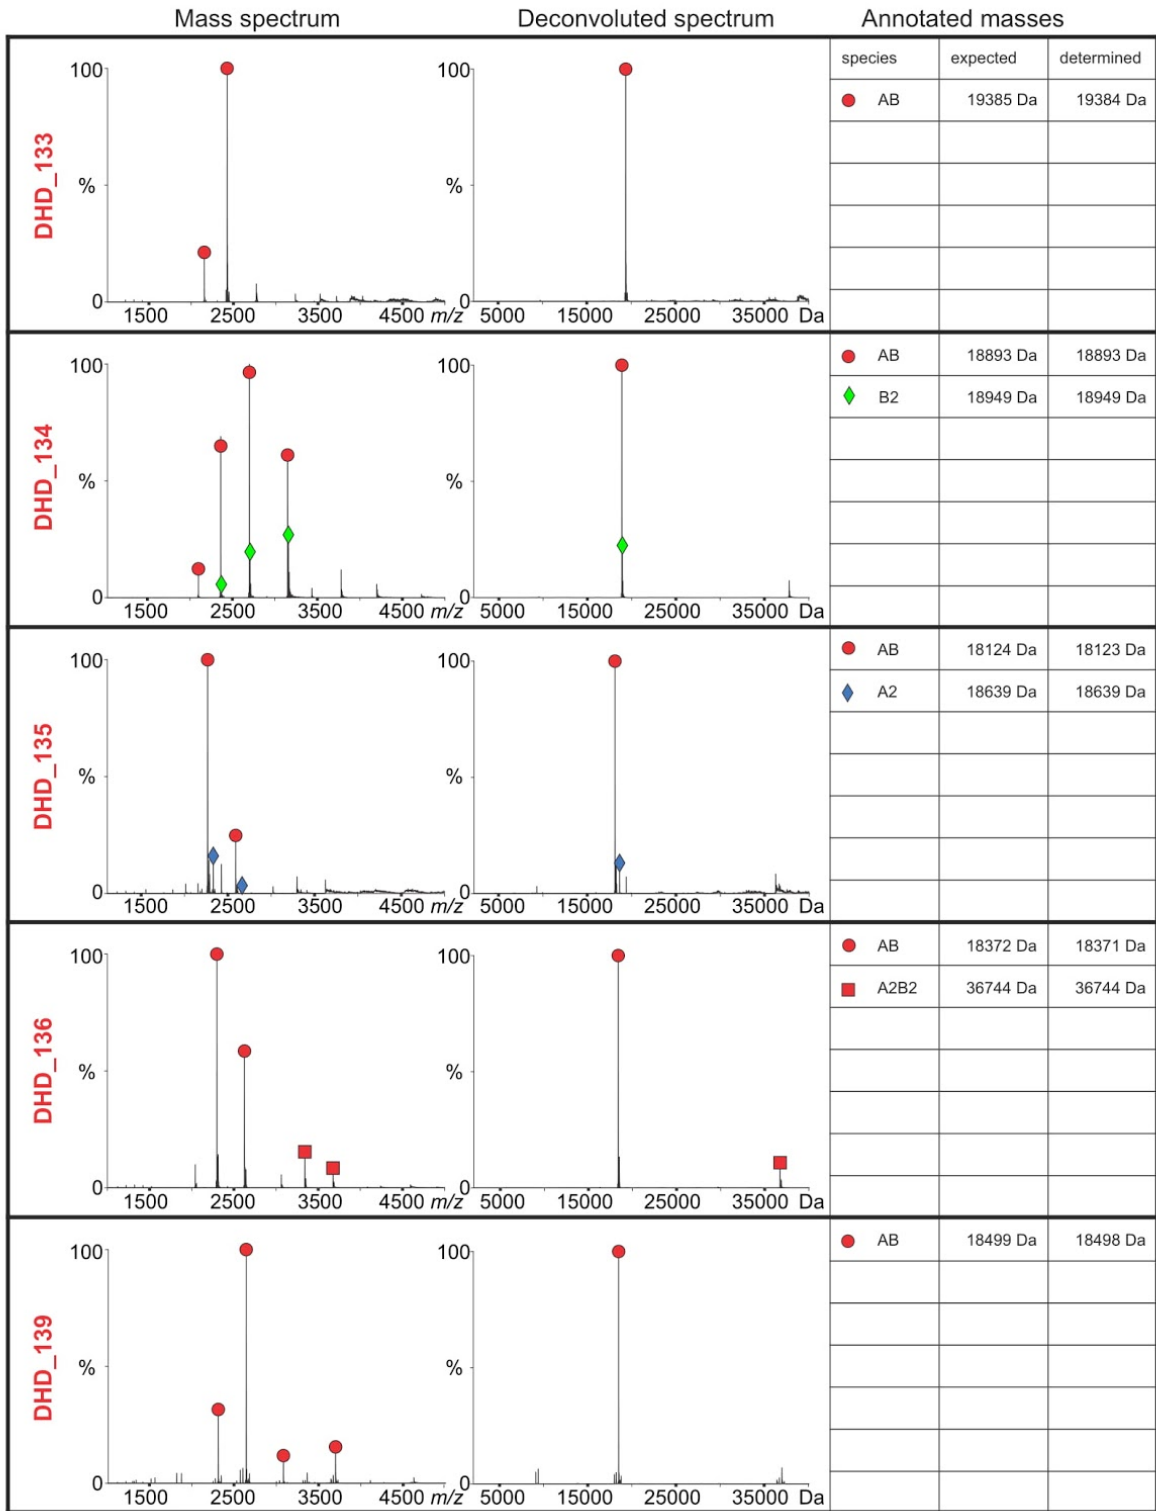 Mass spectrum Deconvoluted spectrum Annotated masses
DHD_133
100
%
0
1500 2500 3500 4500 m/z
100
%
0
5000 15000 25000 35000 Da
species expected determined
AB 19385 Da 19384 Da
DHD_134
100
%
0
1500 2500 3500 4500 m/z
100
%
0
5000 15000 25000 35000 Da
AB 18893 Da 18893 Da
B2 18949 Da 18949 Da
DHD_135
100
%
0
1500 2500 3500 4500 m/z
100
%
0
5000 15000 25000 35000 Da
AB 18124 Da 18123 Da
A2 18639 Da 18639 Da
DHD_136
100
%
0
1500 2500 3500 4500 m/z
100
%
0
5000 15000 25000 35000 Da
AB 18372 Da 18371 Da
A2B2 36744 Da 36744 Da
DHD_139
100
%
0
1500 2500 3500 4500 m/z
100
%
0
5000 15000 25000 35000 Da
AB 18499 Da 18498 Da